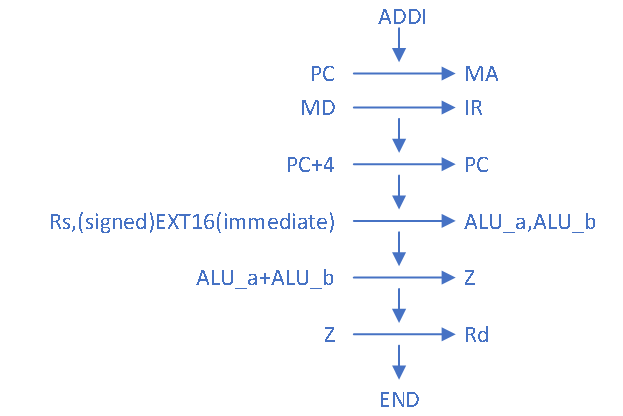 ADDI
PC MA
MD IR
PC+4 PC
Rs,(signed)EXT16(immediate) ALU_a,ALU_b
ALU_a+ALU_b Z
Z Rd
END